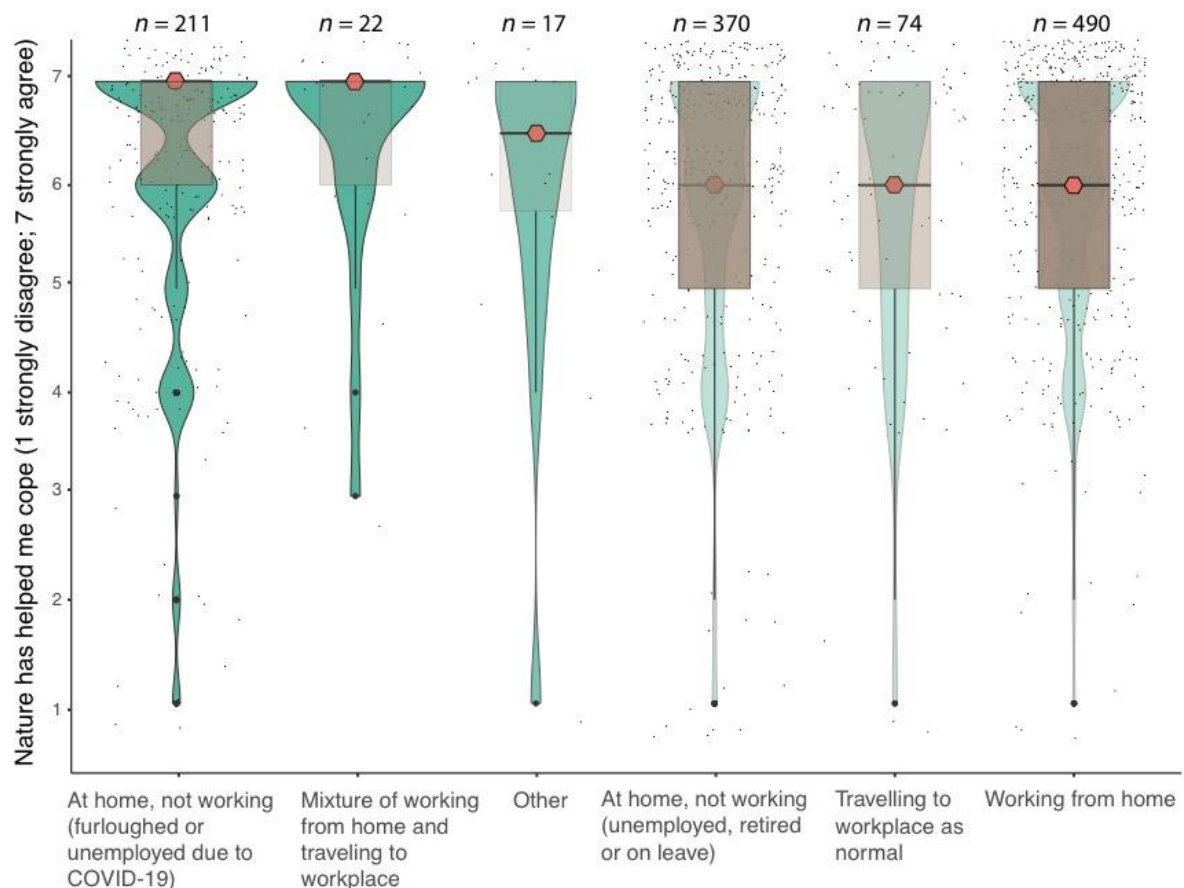 n = 211
n = 22
n = 17
n = 370
n = 74
n = 490
Nature has helped me cope (1 strongly disagree; 7 strongly agree)
7
6
5
4
3
2
1
At home, not working
(furloughed or
unemployed due to
COVID-19)
Mixture of working
from home and
traveling to
workplace
Other
At home, not working
(unemployed, retired
or on leave)
Travelling to
workplace as
normal
Working from home